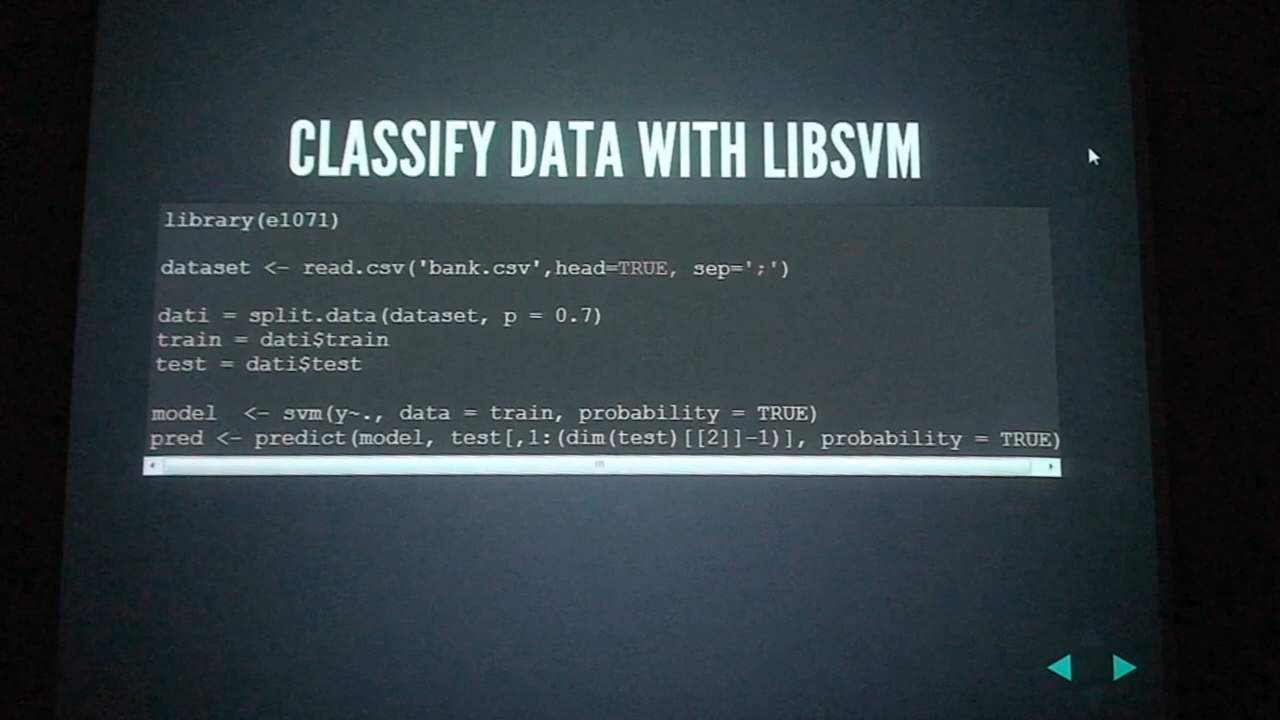 CLASSIFY DATA WITH LIBSVM
library(e1071)
dataset <- read.csv('bank.csv',head=TRUE, sep=';')
dati = split.data(dataset, p = 0.7)
train = dati$train
test = dati$test
model  <- svm(y~., data = train, probability = TRUE)
pred <- predict(model, test[,1:(dim(test)[[2]]-1)], probability = TRUE)